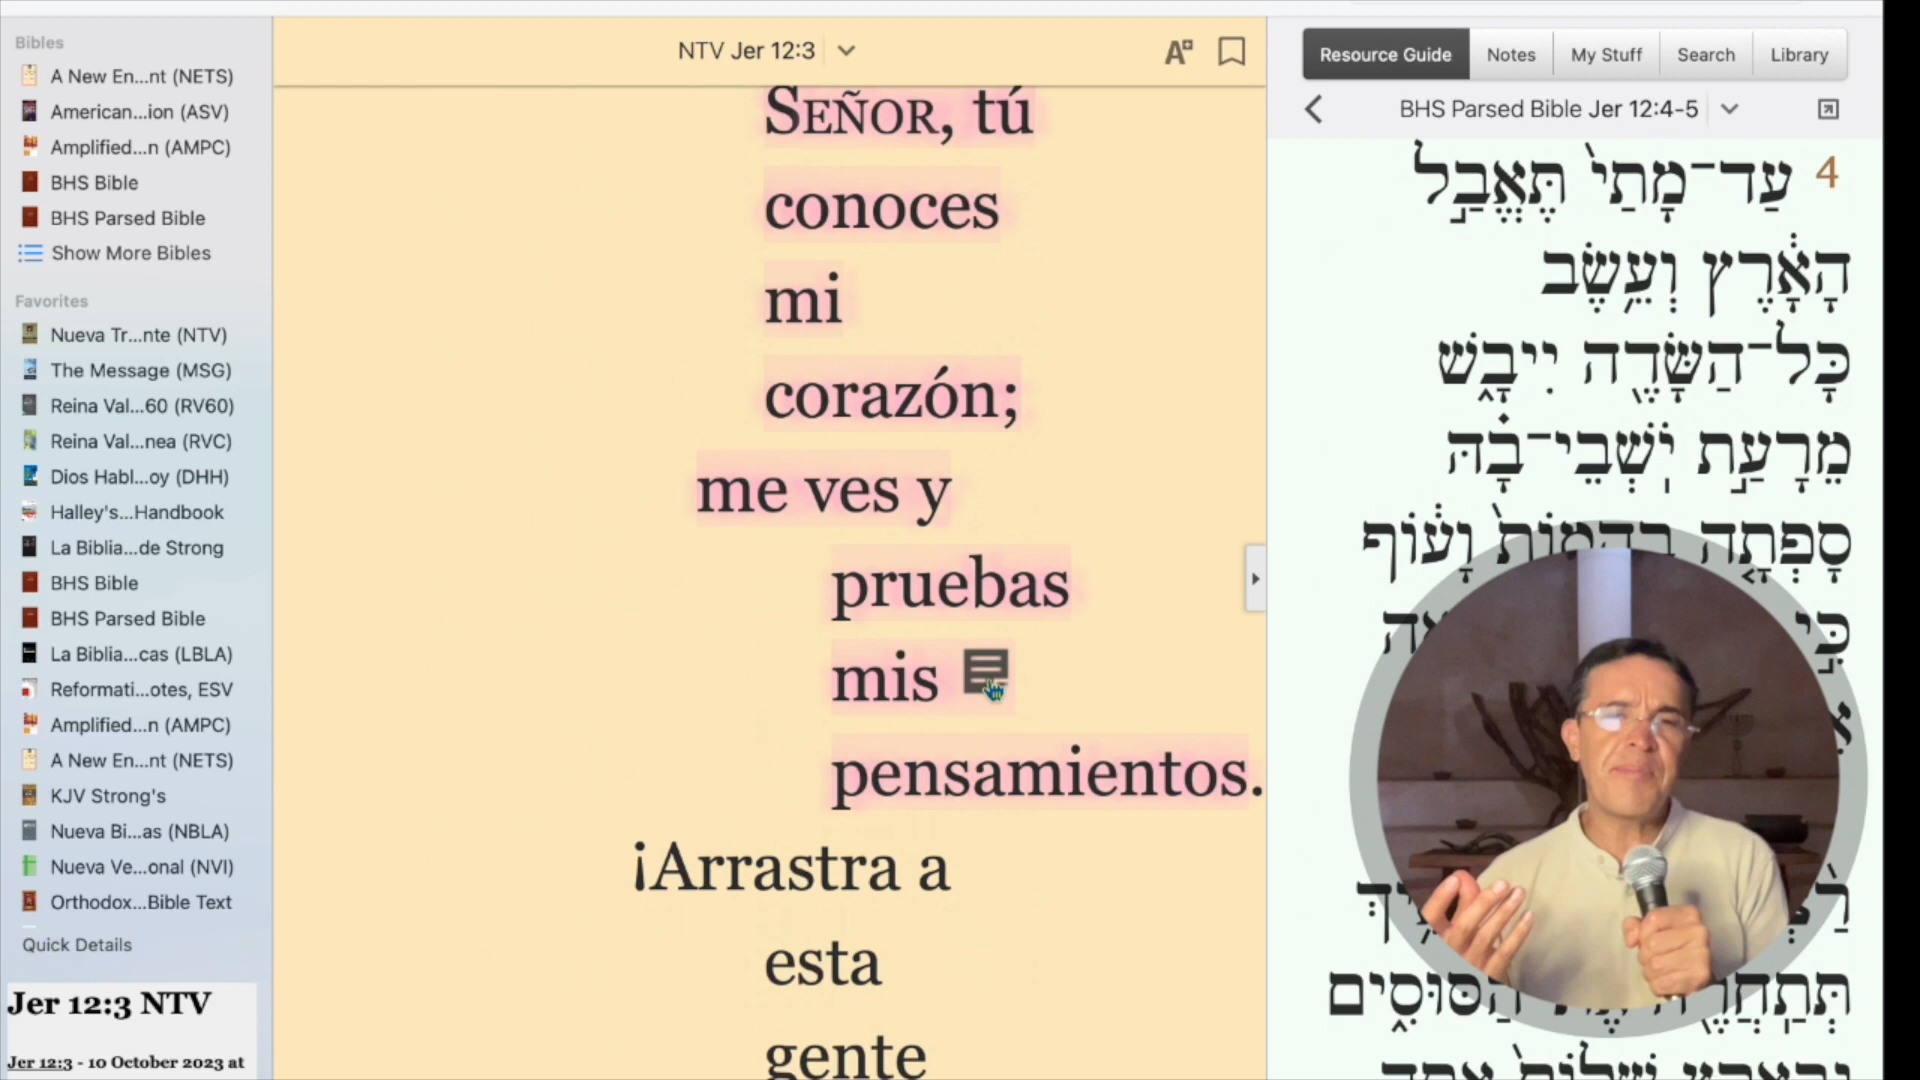 Bibles
A New En...nt (NETS)
American...ion (ASV)
Amplified...n (AMPC)
BHS Bible
BHS Parsed Bible
Show More Bibles
Favorites
Nueva Tr...nte (NTV)
The Message (MSG)
Reina Val...60 (RV60)
Reina Val...nea (RVC)
Dios Habl...oy (DHH)
Halley's...Handbook
La Biblia...de Strong
BHS Bible
BHS Parsed Bible
La Biblia...cas (LBLA)
Reformati...otes, ESV
Amplified...n (AMPC)
A New En...nt (NETS)
KJV Strong's
Nueva Bi...as (NBLA)
Nueva Ve...onal (NVI)
Orthodox...Bible Text
Quick Details
Jer 12:3 NTV
Jer 12:3 - 10 October 2023 at
NTV Jer 12:3
SEÑOR, tú
conoces
mi
corazón;
me ves y
pruebas
mis
pensamientos.
¡Arrastra a
esta
gente
Resource Guide Notes My Stuff Search Library
BHS Parsed Bible Jer 12:4-5
4 עַד־מָתַי֙ תֶּאֱבַ֣ל
הָאָ֔רֶץ וְעֵ֥שֶׂב
כָּל־הַשָּׂדֶ֖ה יִיבָ֑שׁ
מֵרָעַ֣ת יֹֽשְׁבֵי־בָ֗הּ
סָפְתָ֤ה בְהֵמוֹת֙ וָע֔וֹף
כִּ֣י
תְּתַֽחֲרֶ֖ה אֶת הַסּוּסִ֑ים